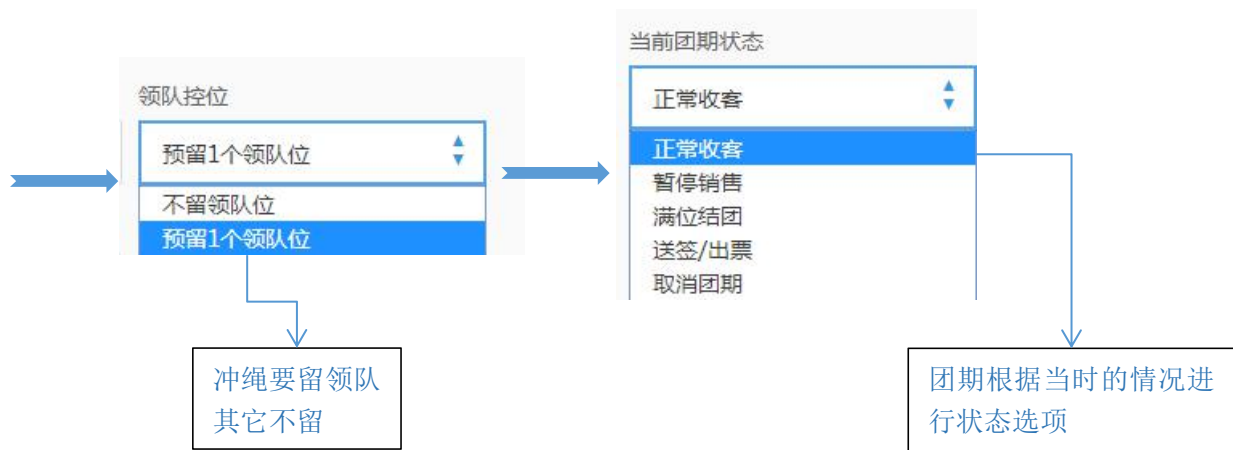 领队控位
预留1个领队位
不留领队位
预留1个领队位
冲绳要留领队
其它不留
当前团期状态
正常收客
正常收客
暂停销售
满位结团
送签/出票
取消团期
团期根据当时的情况进
行状态选项